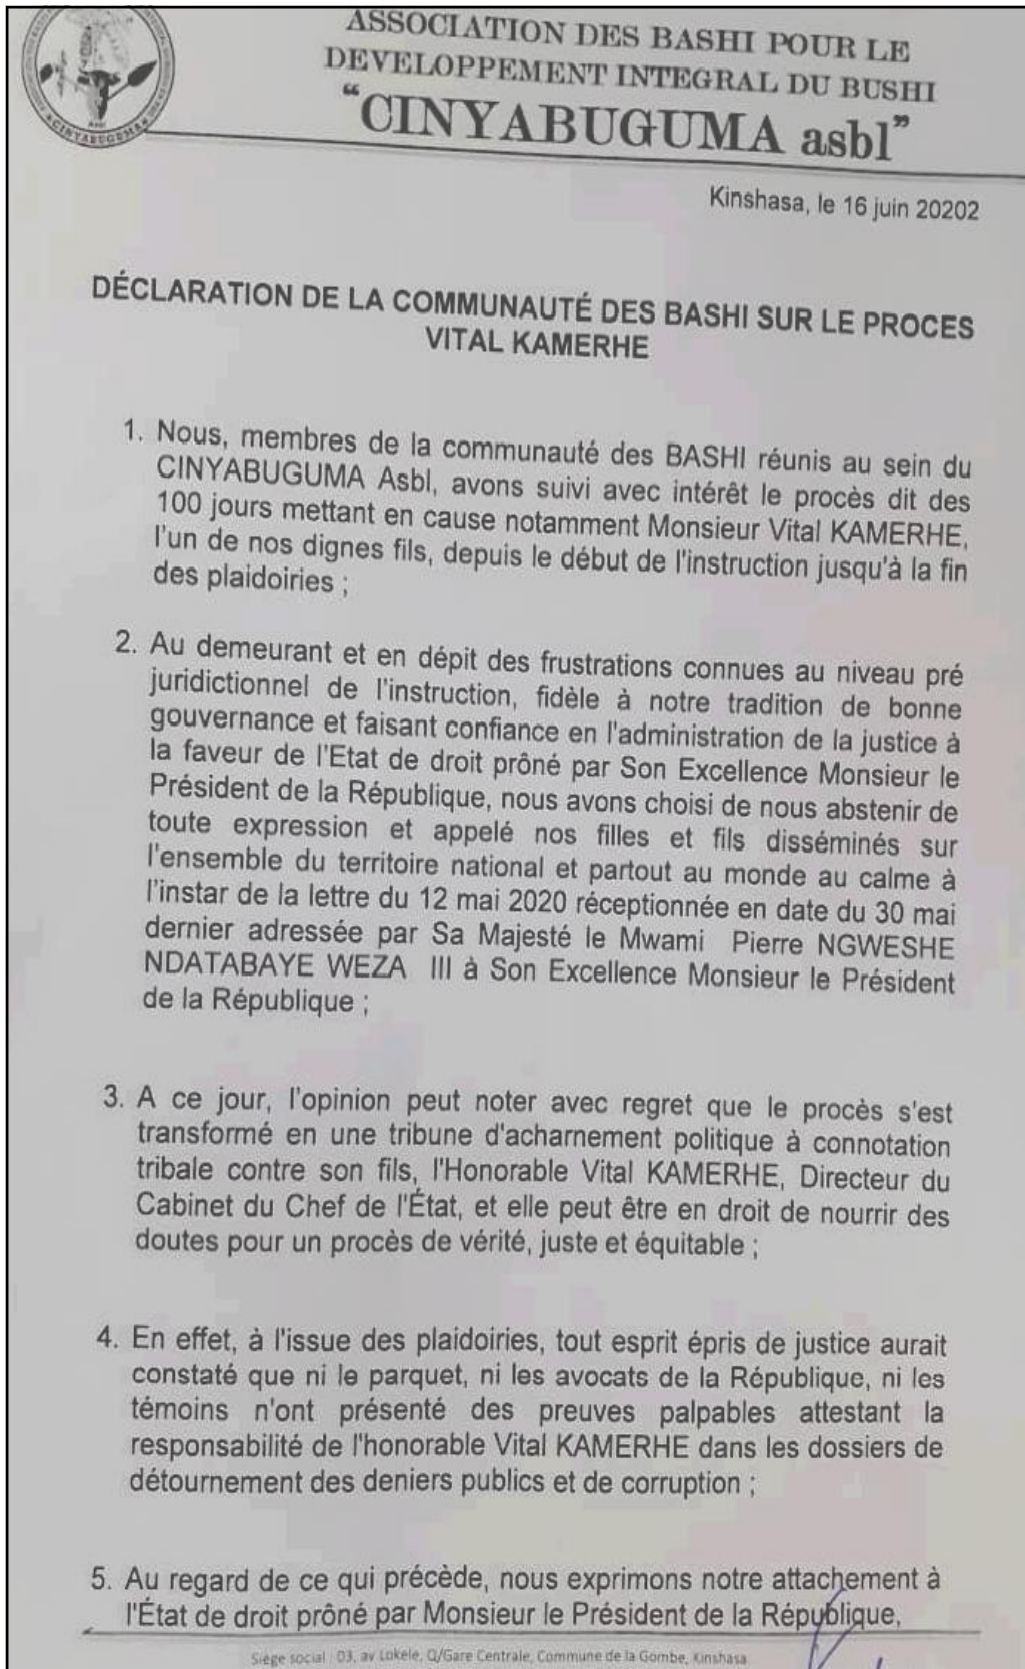 ASSOCIATION DES BASHI POUR LE
DEVELOPPEMENT INTEGRAL DU BUSHI
“CINYABUGUMA asbl”
CINYABUGUMA
Kinshasa, le 16 juin 20202
DÉCLARATION DE LA COMMUNAUTÉ DES BASHI SUR LE PROCES
VITAL KAMERHE
1. Nous, membres de la communauté des BASHI réunis au sein du
CINYABUGUMA Asbl, avons suivi avec intérêt le procès dit des
100 jours mettant en cause notamment Monsieur Vital KAMERHE,
l'un de nos dignes fils, depuis le début de l'instruction jusqu'à la fin
des plaidoiries ;
2. Au demeurant et en dépit des frustrations connues au niveau pré
juridictionnel de l'instruction, fidèle à notre tradition de bonne
gouvernance et faisant confiance en l'administration de la justice à
la faveur de l'Etat de droit prôné par Son Excellence Monsieur le
Président de la République, nous avons choisi de nous abstenir de
toute expression et appelé nos filles et fils disséminés sur
l'ensemble du territoire national et partout au monde au calme à
l'instar de la lettre du 12 mai 2020 réceptionnée en date du 30 mai
dernier adressée par Sa Majesté le Mwami Pierre NGWESHE
NDATABAYE WEZA III à Son Excellence Monsieur le Président
de la République ;
3. A ce jour, l'opinion peut noter avec regret que le procès s'est
transformé en une tribune d'acharnement politique à connotation
tribale contre son fils, l'Honorable Vital KAMERHE, Directeur du
Cabinet du Chef de l'État, et elle peut être en droit de nourrir des
doutes pour un procès de vérité, juste et équitable ;
4. En effet, à l'issue des plaidoiries, tout esprit épris de justice aurait
constaté que ni le parquet, ni les avocats de la République, ni les
témoins n'ont présenté des preuves palpables attestant la
responsabilité de l'honorable Vital KAMERHE dans les dossiers de
détournement des deniers publics et de corruption ;
5. Au regard de ce qui précède, nous exprimons notre attachement à
l'État de droit prôné par Monsieur le Président de la République,
Siège social : 03, av Lokele, Q/Gare Centrale, Commune de la Gombe, Kinshasa